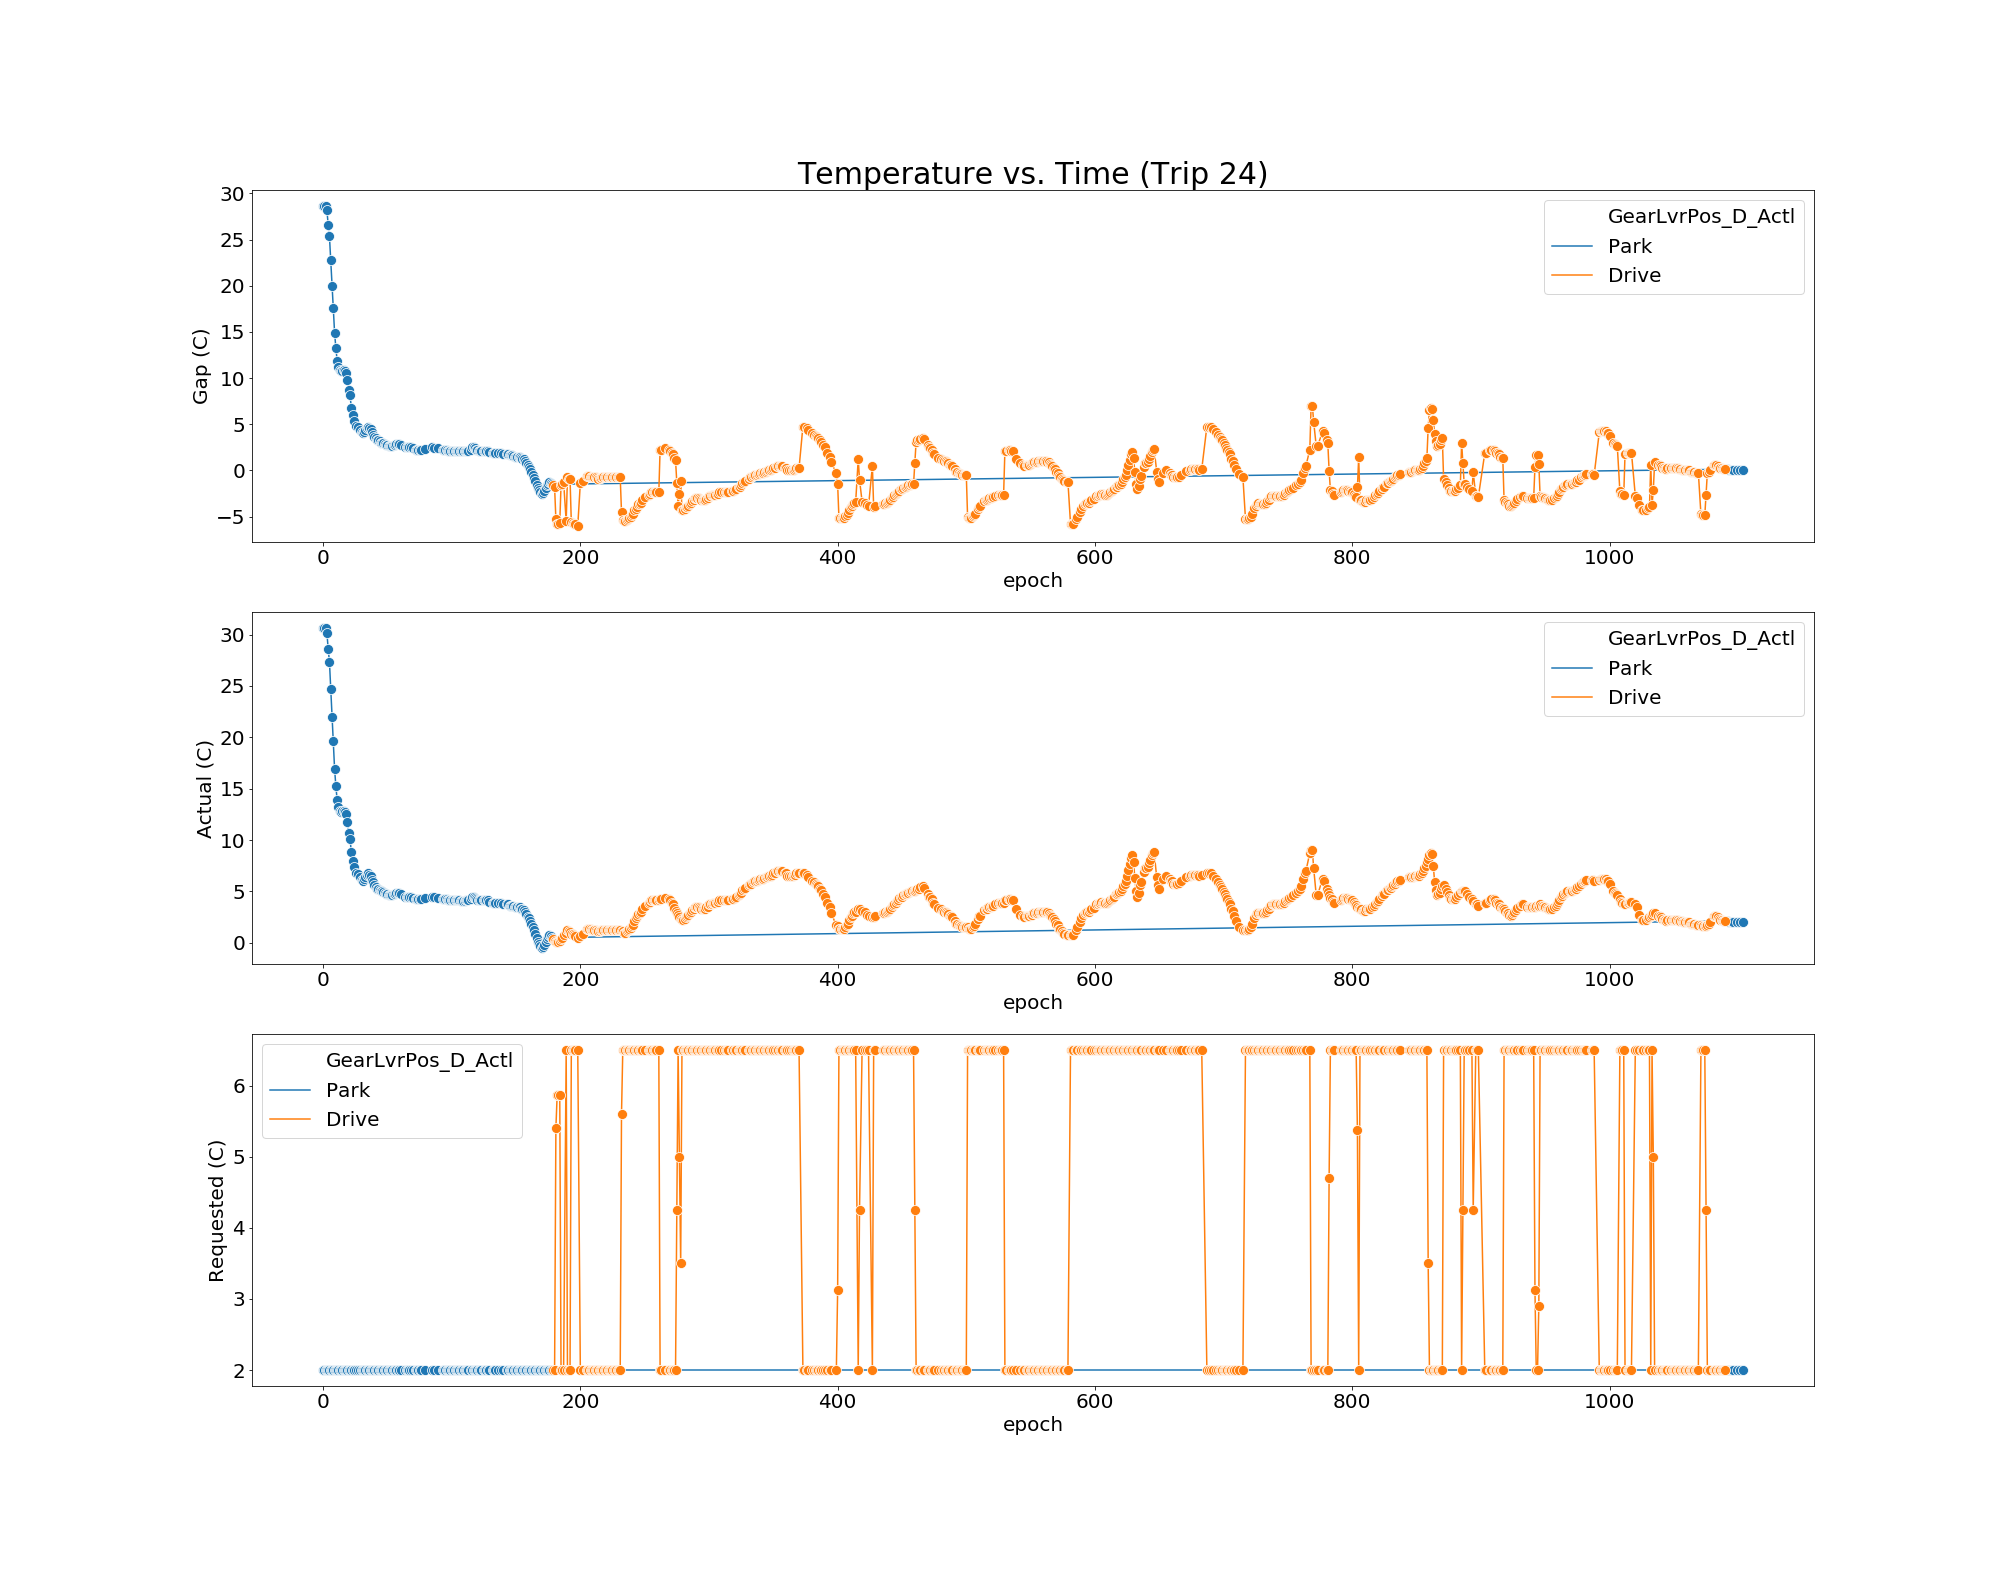 Temperature vs. Time (Trip 24)
30
25
20
15
10
5
0
−5
Gap (C)
GearLvrPos_D_Actl
Park
Drive
0 200 400 600 800 1000
epoch
30
25
20
15
10
5
0
Actual (C)
GearLvrPos_D_Actl
Park
Drive
0 200 400 600 800 1000
epoch
6
5
4
3
2
Requested (C)
GearLvrPos_D_Actl
Park
Drive
0 200 400 600 800 1000
epoch